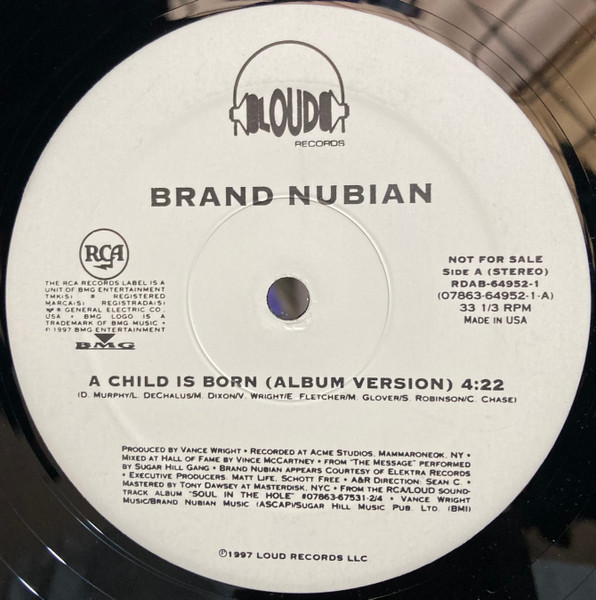 LOUD
RECORDS
BRAND NUBIAN
RCA
THE RCA RECORDS LABEL IS A
UNIT OF BMG ENTERTAINMENT
TMK(S) ® REGISTERED
MARCA(S) REGISTRADA(S)
® GENERAL ELECTRIC CO.,
USA • BMG LOGO IS A
TRADEMARK OF BMG MUSIC •
℗ 1997 BMG ENTERTAINMENT
BMG
NOT FOR SALE
SIDE A (STEREO)
RDAB-64952-1
(07863-64952-1-A)
33 1/3 RPM
MADE IN USA
A CHILD IS BORN (ALBUM VERSION) 4:22
(D. MURPHY/L. DECHALUS/M. DIXON/V. WRIGHT/E. FLETCHER/M. GLOVER/S. ROBINSON/C. CHASE)
PRODUCED BY VANCE WRIGHT • RECORDED AT ACME STUDIOS, MAMMARONEOK, NY •
MIXED AT HALL OF FAME BY VINCE MCCARTNEY • FROM "THE MESSAGE" PERFORMED
BY SUGAR HILL GANG • BRAND NUBIAN APPEARS COURTESY OF ELEKTRA RECORDS
• EXECUTIVE PRODUCERS: MATT LIFE, SCHOTT FREE • A&R DIRECTION: SEAN C. •
MASTERED BY TONY DAWSEY AT MASTERDISK, NYC • FROM THE RCA/LOUD SOUND-
TRACK ALBUM "SOUL IN THE HOLE" #07863-67531-2/4 • VANCE WRIGHT
MUSIC/BRAND NUBIAN MUSIC (ASCAP)/SUGAR HILL MUSIC PUB. LTD. (BMI)
℗1997 LOUD RECORDS LLC